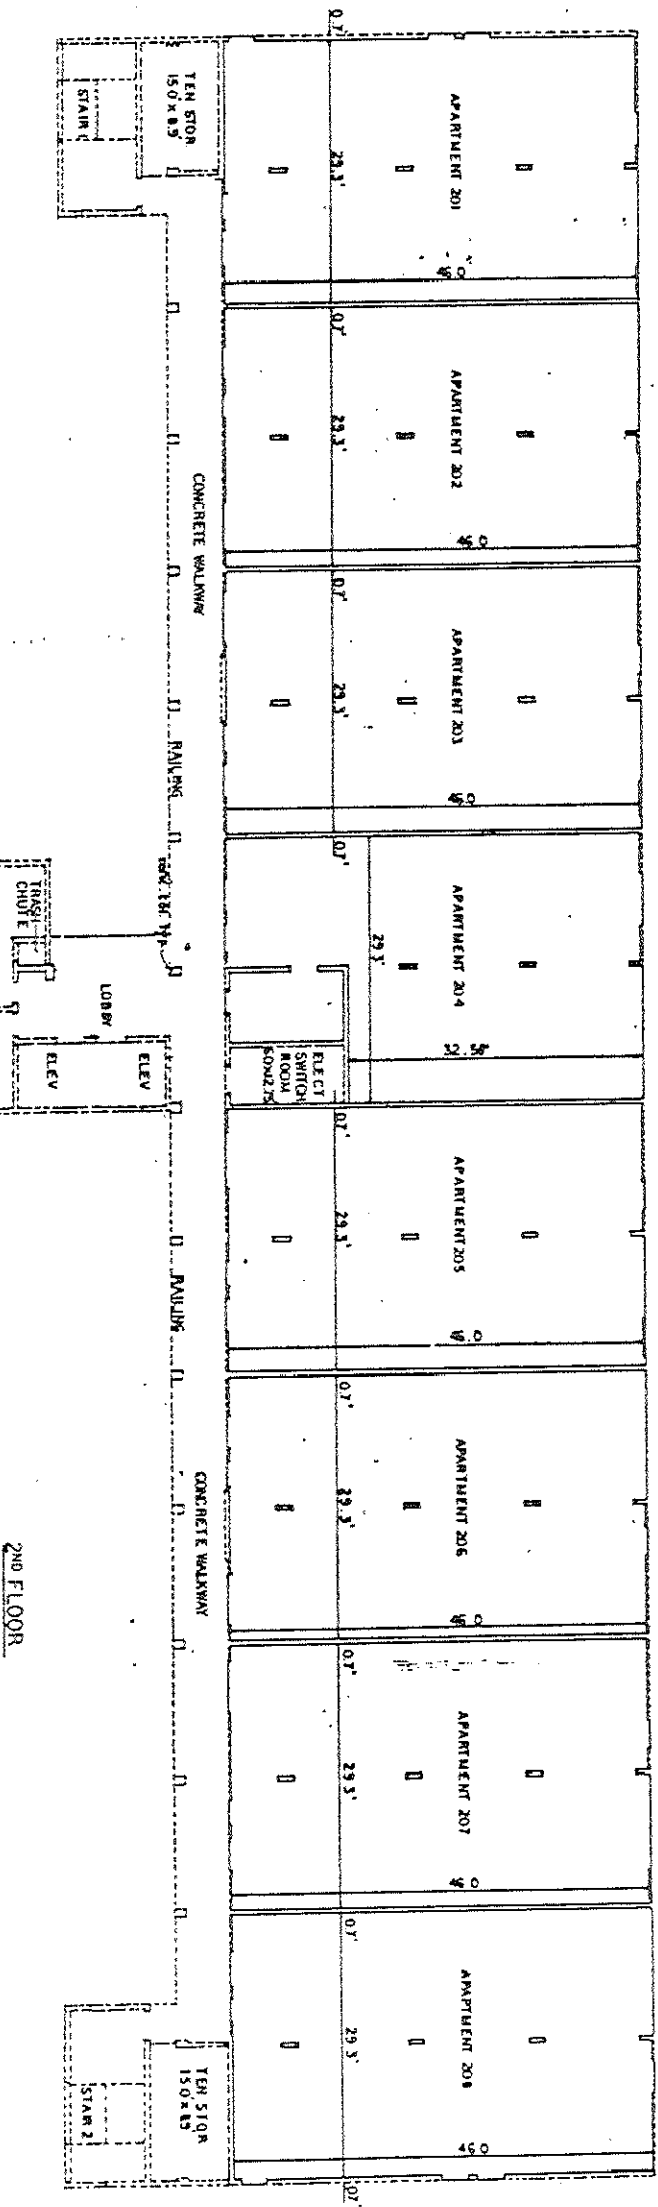 0.7'
TEN STOR
15.0' x 8.5'
STAIR 1
29.3'
APARTMENT 201
46.0
0.7'
29.3'
APARTMENT 202
46.0
CONCRETE WALKWAY
0.7'
29.3'
APARTMENT 203
46.0
RAILING
0.7'
29.3'
APARTMENT 204
32.58'
TRASH
CHUTE
LOBBY
ELEV
ELEV
ELECT
SWITCH
ROOM
0.7'
29.3'
APARTMENT 205
46.0
RAILING
0.7'
29.3'
APARTMENT 206
46.0
CONCRETE WALKWAY
2ND FLOOR
0.7'
29.3'
APARTMENT 207
46.0
0.7'
29.3'
APARTMENT 208
46.0
TEN STOR
15.0' x 8.5'
STAIR 2
0.7'